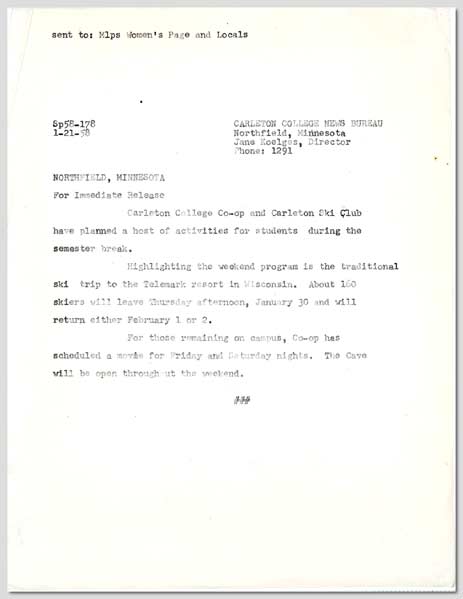 sent to: Mlps Women's Page and Locals
Sp58-178
1-21-58
CARLETON COLLEGE NEWS BUREAU
Northfield, Minnesota
Jane Koelges, Director
Phone: 1291
NORTHFIELD, MINNESOTA
For Immediate Release
Carleton College Co-op and Carleton Ski Club
have planned a host of activities for students during the
semester break.
Highlighting the weekend program is the traditional
ski trip to the Telemark resort in Wisconsin. About 160
skiers will leave Thursday afternoon, January 30 and will
return either February 1 or 2.
For those remaining on campus, Co-op has
scheduled a movie for Friday and Saturday nights. The Cave
will be open through ut the weekend.
###